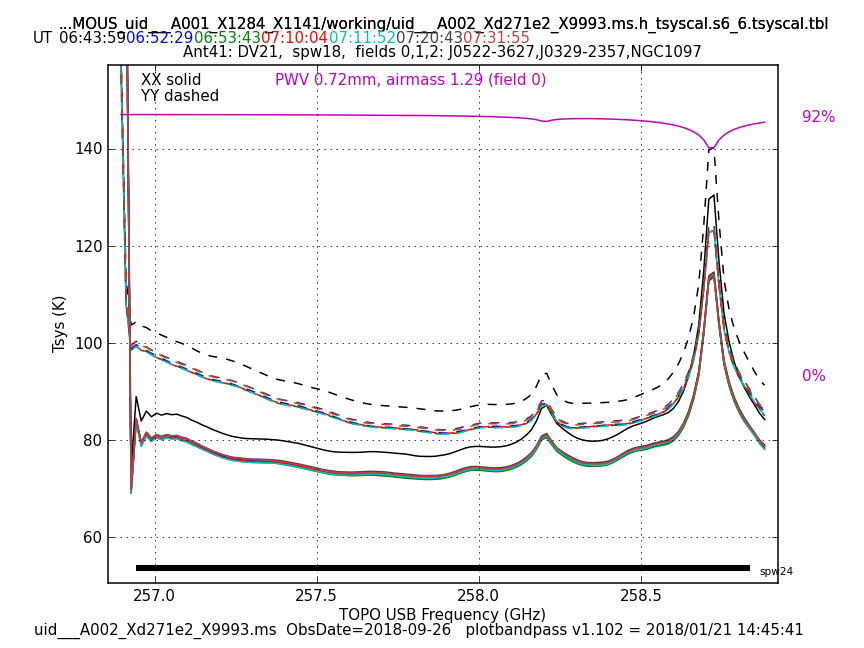 ...MOUS_uid___A001_X1284_X1141/working/uid___A002_Xd271e2_X9993.ms.h_tsyscal.s6_6.tsyscal.tbl
UT 06:43:59 06:52:29 06:53:43 07:10:04 07:11:52 07:20:43 07:31:55
Ant41: DV21, spw18, fields 0,1,2: J0522-3627,J0329-2357,NGC1097
XX solid
PWV 0.72mm, airmass 1.29 (field 0)
YY dashed
92%
140
120
100
80
60
0%
Tsys (K)
spw24
257.0 257.5 258.0 258.5
TOPO USB Frequency (GHz)
uid___A002_Xd271e2_X9993.ms ObsDate=2018-09-26 plotbandpass v1.102 = 2018/01/21 14:45:41